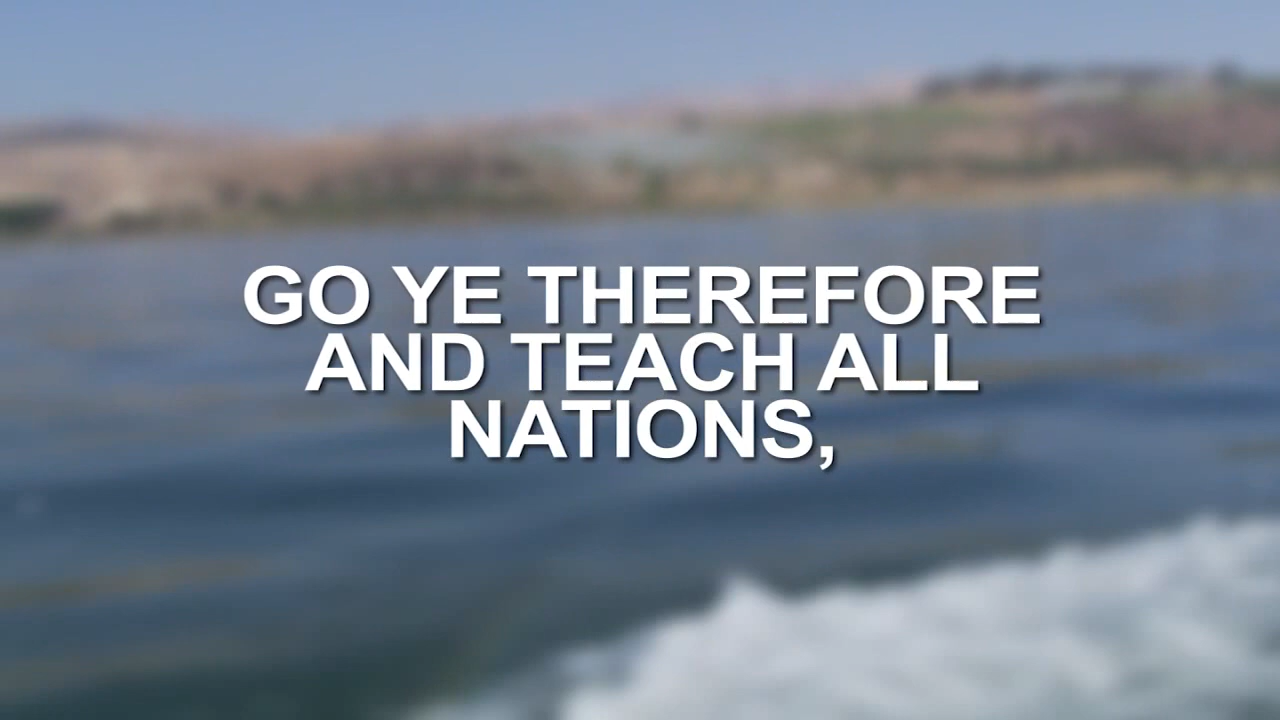 GO YE THEREFORE
AND TEACH ALL
NATIONS,